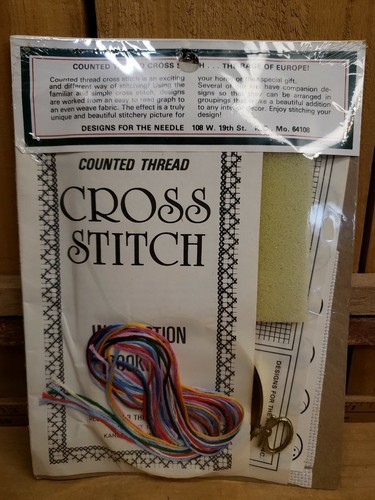 COUNTED CROSS STITCH . . . THE RAGE OF EUROPE!
Counted thread cross stitch is an exciting
and different way of stitching! Using the
familiar and simple cross stitch, designs
are worked from an easy to read graph to
an even weave fabric. The effect is a truly
unique and beautiful stitchery picture for
your home or special gift.
Several of our have companion de-
signs so that can be arranged in
groupings that make a beautiful addition
to any decor. Enjoy stitching your
design!
DESIGNS FOR THE NEEDLE 108 W. 19th St. Mo. 64108
COUNTED THREAD
CROSS
STITCH
DESIGNS FOR THE